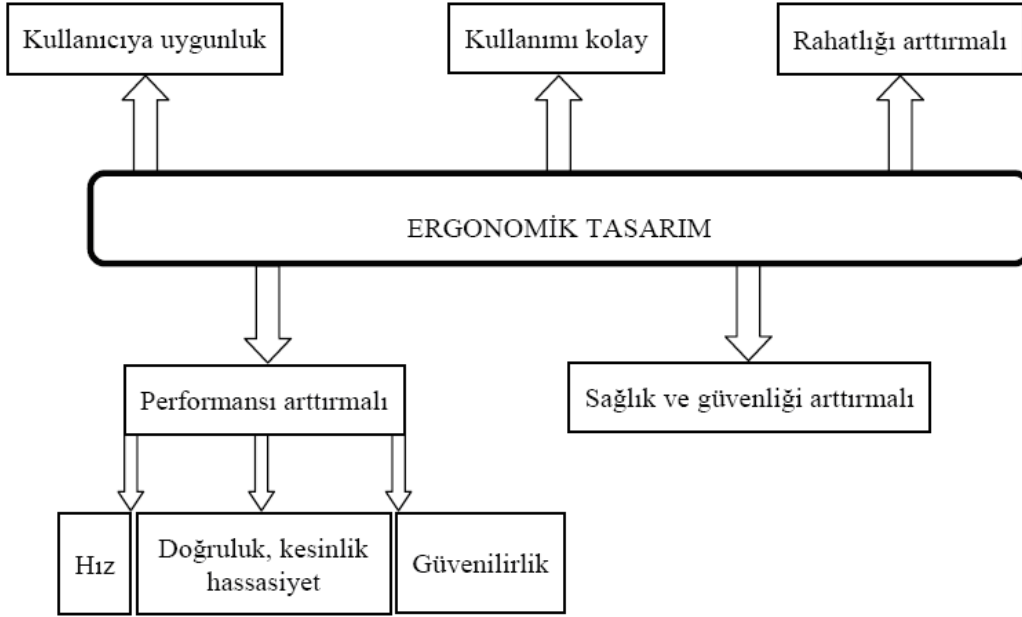 Kullanıcıya uygunluk
Kullanımı kolay
Rahatlığı arttırmalı
ERGONOMİK TASARIM
Performansı arttırmalı
Sağlık ve güvenliği arttırmalı
Hız
Doğruluk, kesinlik
hassasiyet
Güvenilirlik